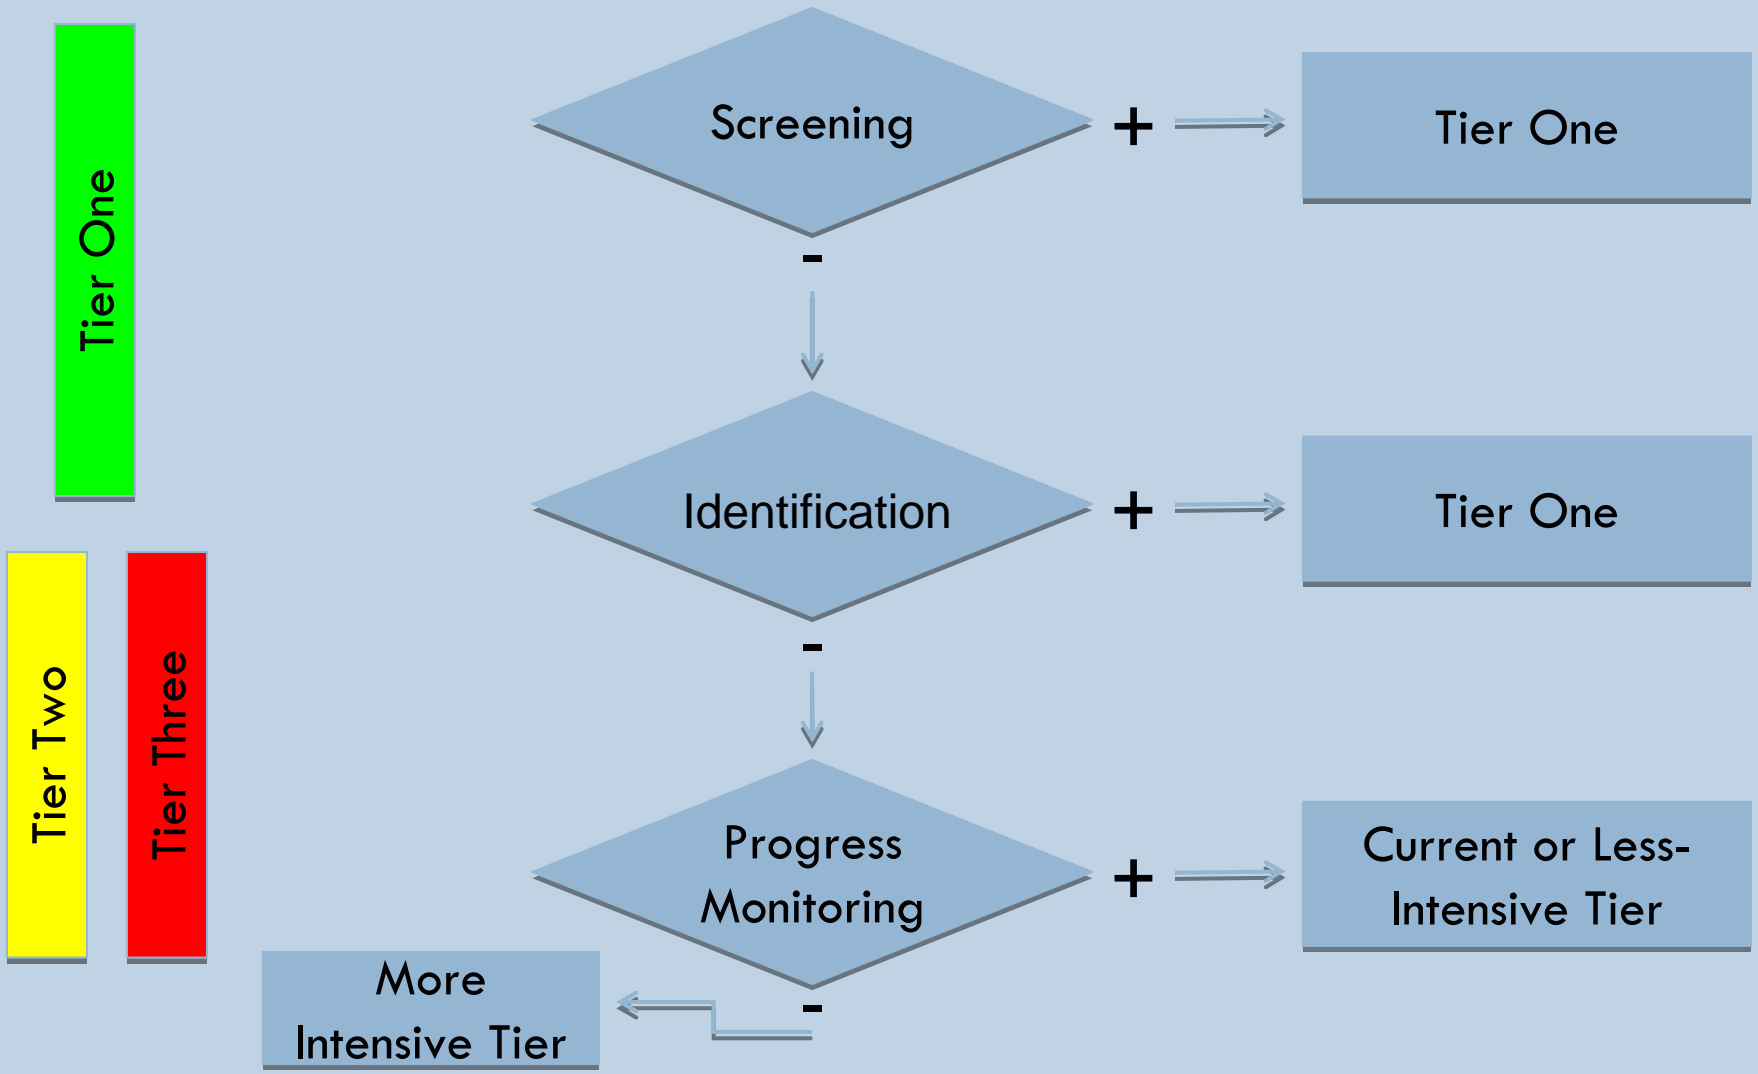 Tier One
Tier Two
Tier Three
Screening
+
Tier One
-
Identification
+
Tier One
-
Progress
Monitoring
+
Current or Less-
Intensive Tier
-
More
Intensive Tier